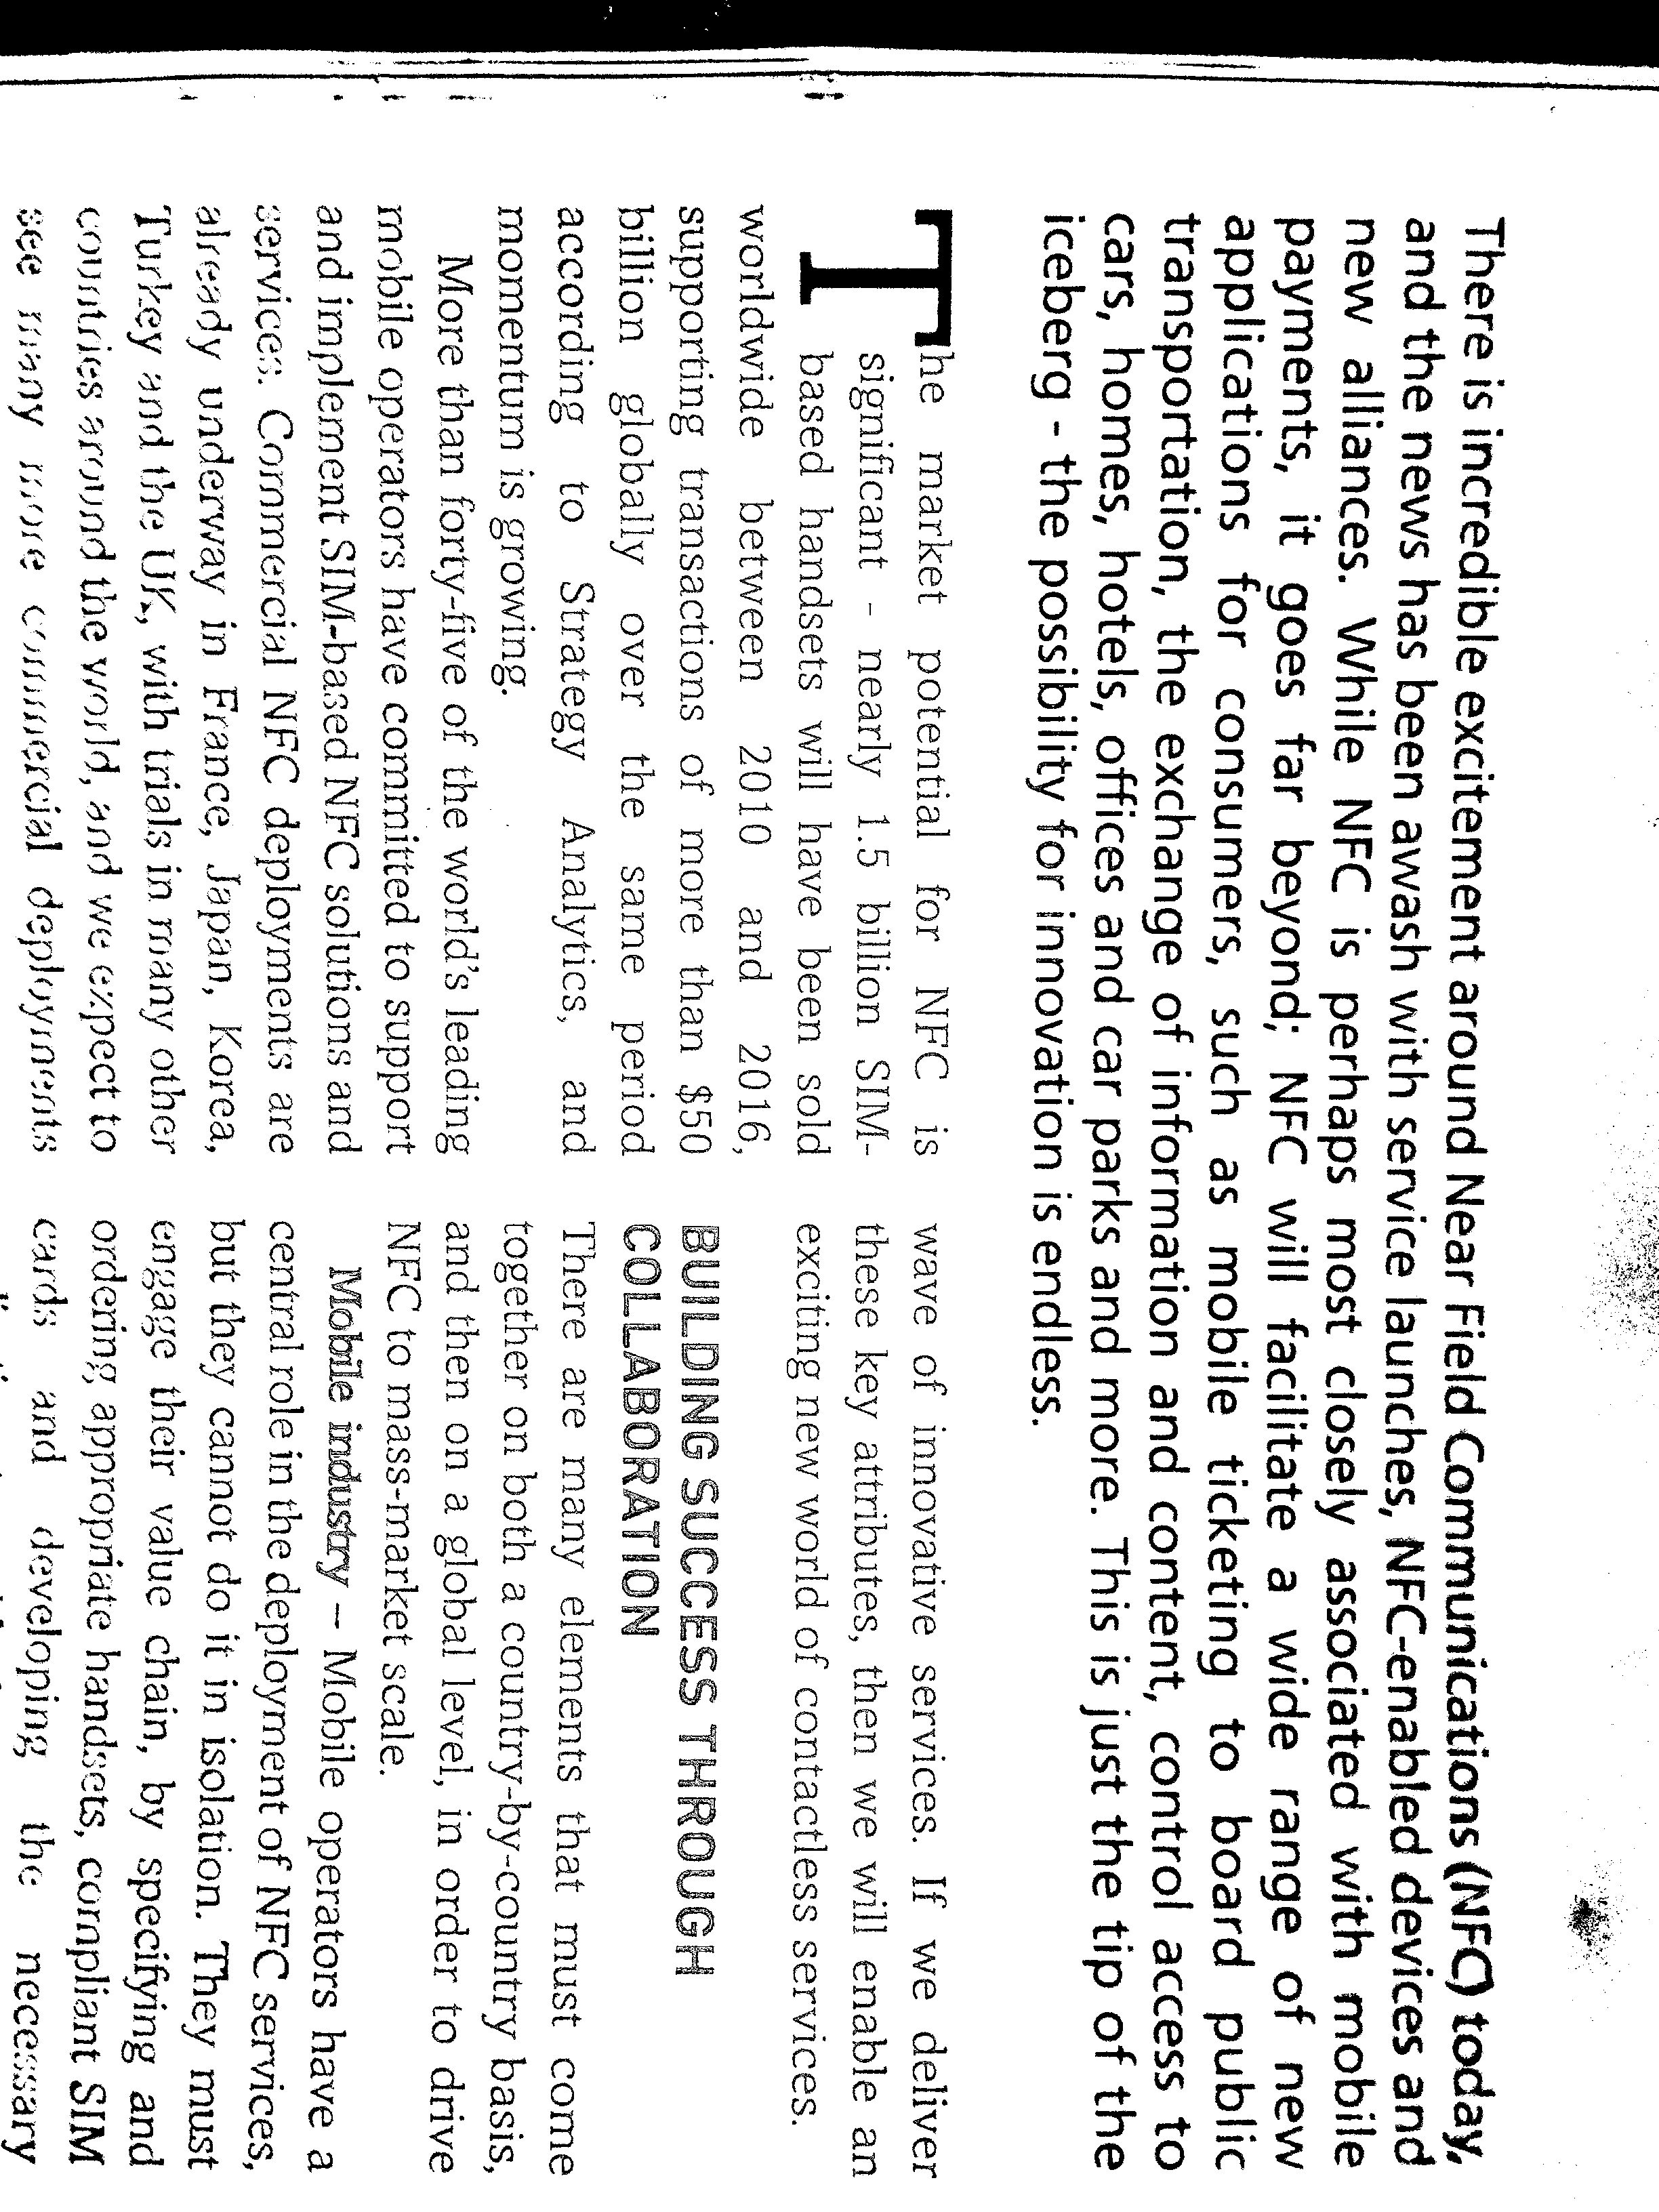 There is incredible excitement around Near Field Communications (NFC) today,
and the news has been awash with service launches, NFC-enabled devices and
new alliances. While NFC is perhaps most closely associated with mobile
payments, it goes far beyond; NFC will facilitate a wide range of new
applications for consumers, such as mobile ticketing to board public
transportation, the exchange of information and content, control access to
cars, homes, hotels, offices and car parks and more. This is just the tip of the
iceberg - the possibility for innovation is endless.
The market potential for NFC is
significant - nearly 1.5 billion SIM-
based handsets will have been sold
worldwide between 2010 and 2016,
supporting transactions of more than $50
billion globally over the same period
according to Strategy Analytics, and
momentum is growing.
More than forty-five of the world's leading
mobile operators have committed to support
and implement SIM-based NFC solutions and
services. Commercial NFC deployments are
already underway in France, Japan, Korea,
Turkey and the UK, with trials in many other
countries around the world, and we expect to
see many more commercial deployments
wave of innovative services. If we deliver
these key attributes, then we will enable an
exciting new world of contactless services.
BUILDING SUCCESS THROUGH
COLLABORATION
There are many elements that must come
together on both a country-by-country basis,
and then on a global level, in order to drive
NFC to mass-market scale.
Mobile industry – Mobile operators have a
central role in the deployment of NFC services,
but they cannot do it in isolation. They must
engage their value chain, by specifying and
ordering appropriate handsets, compliant SIM
cards and developing the necessary